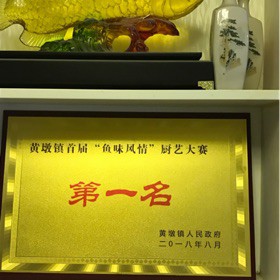 黄墩镇首届“鱼味风情”厨艺大赛
第一名
黄墩镇人民政府
二〇一八年八月